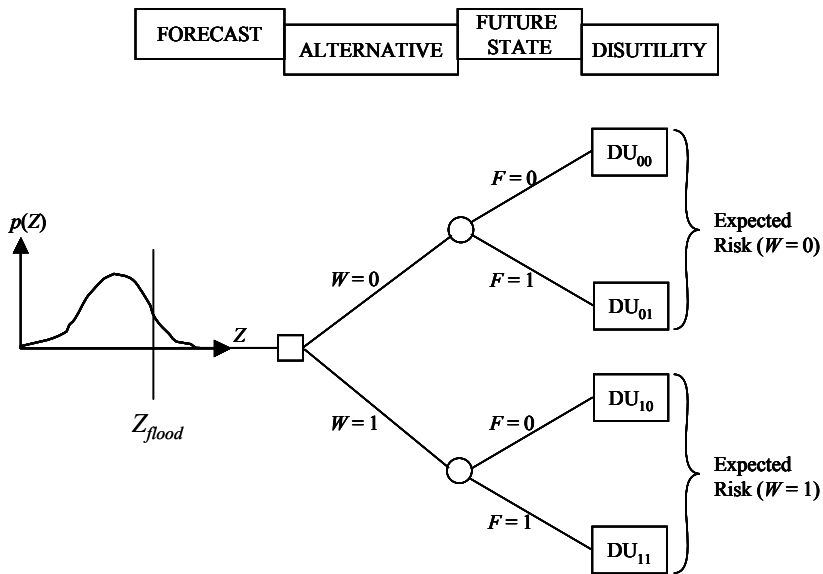 FORECAST
ALTERNATIVE
FUTURE
STATE
DISUTILITY
DU₀₀
F = 0
p(Z)
Expected
Risk (W = 0)
W = 0
F = 1
DU₀₁
Z
Z_flood
DU₁₀
W = 1
F = 0
Expected
Risk (W = 1)
F = 1
DU₁₁